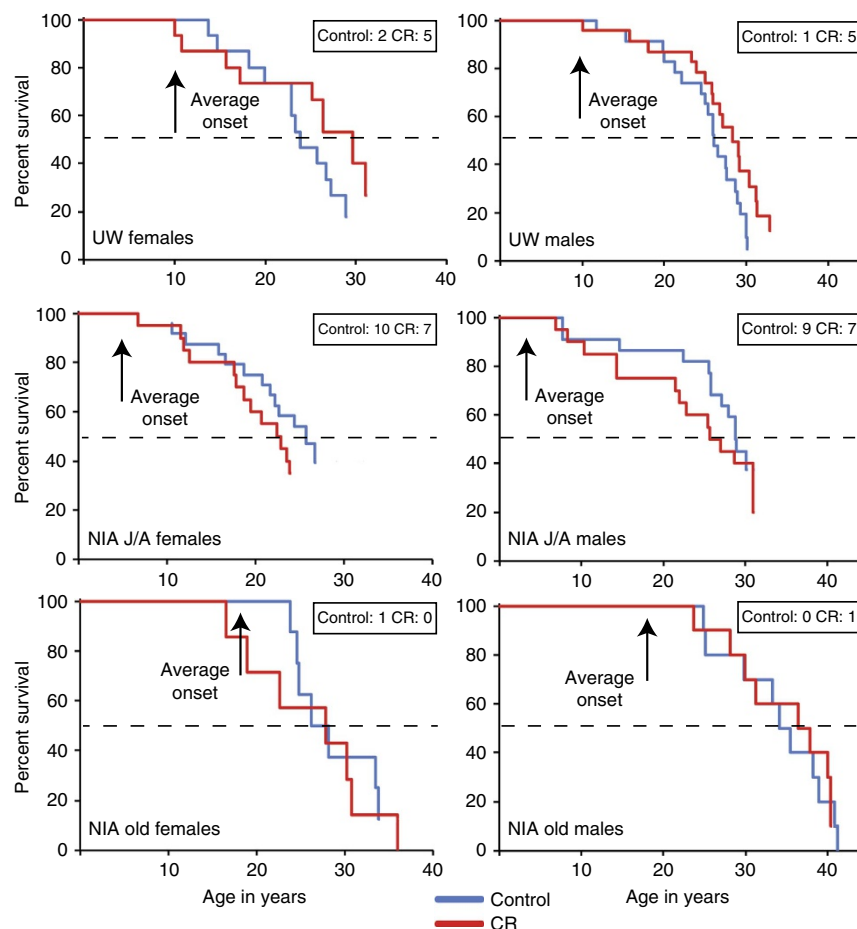 100
80
60
40
20
0
Percent survival
Control: 2 CR: 5
Average
onset
UW females
10 20 30 40
100
80
60
40
20
0
Control: 1 CR: 5
Average
onset
UW males
10 20 30 40
100
80
60
40
20
0
Percent survival
Control: 10 CR: 7
Average
onset
NIA J/A females
10 20 30 40
100
80
60
40
20
0
Control: 9 CR: 7
Average
onset
NIA J/A males
10 20 30 40
100
80
60
40
20
0
Percent survival
Control: 1 CR: 0
Average
onset
NIA old females
0 10 20 30 40
Age in years
100
80
60
40
20
0
Control: 0 CR: 1
Average
onset
NIA old males
10 20 30 40
Age in years
Control
CR